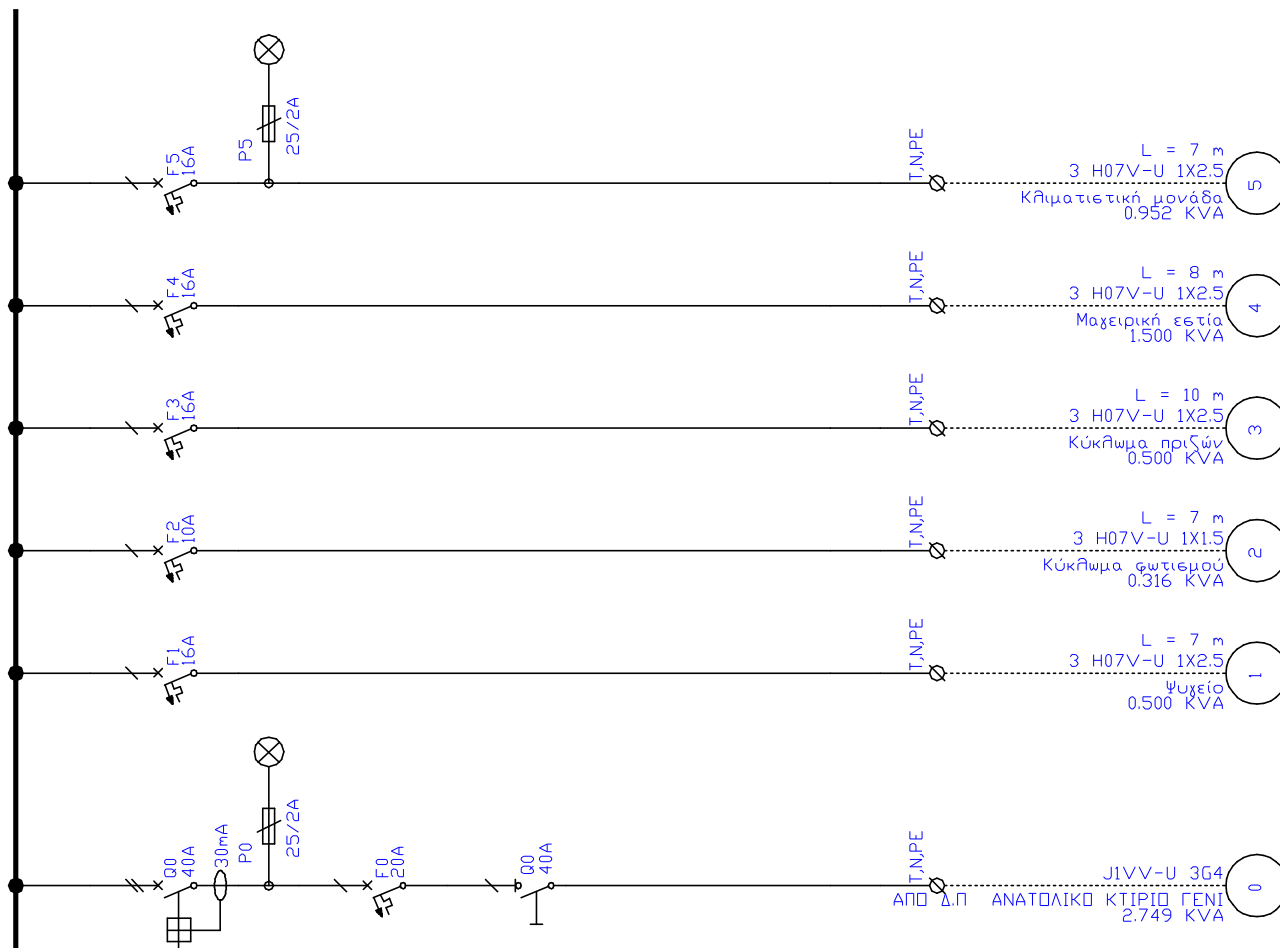 P5
25/2A
F5
16A
T,N,PE
L = 7 m
3 H07V-U 1X2.5
Κλιματιστική μονάδα
0.952 KVA
5
F4
16A
T,N,PE
L = 8 m
3 H07V-U 1X2.5
Μαγειρική εστία
1.500 KVA
4
F3
16A
T,N,PE
L = 10 m
3 H07V-U 1X2.5
Κύκλωμα πριζών
0.500 KVA
3
F2
10A
T,N,PE
L = 7 m
3 H07V-U 1X1.5
Κύκλωμα φωτισμού
0.316 KVA
2
F1
16A
T,N,PE
L = 7 m
3 H07V-U 1X2.5
Ψυγείο
0.500 KVA
1
Q0
40A
30mA
P0
25/2A
F0
20A
Q0
40A
T,N,PE
J1VV-U 3G4
ΑΠΟ Δ.Π ΑΝΑΤΟΛΙΚΟ ΚΤΙΡΙΟ ΓΕΝΙ
2.749 KVA
0